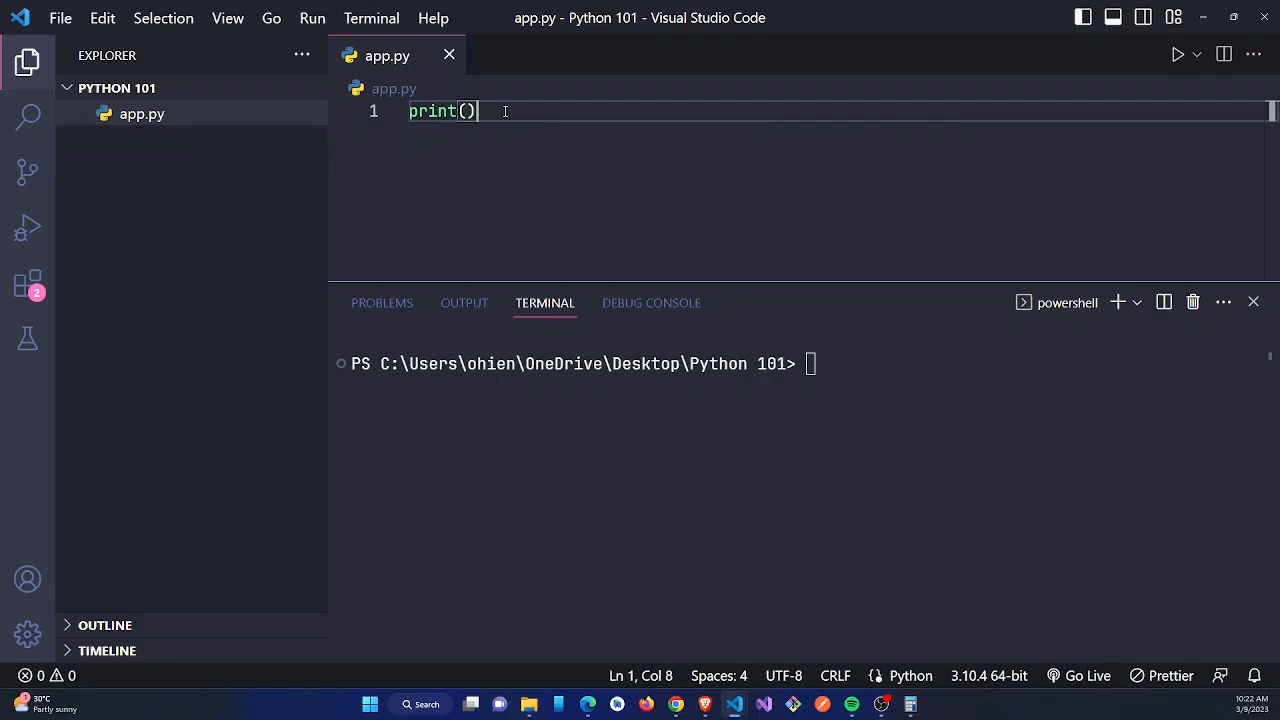 File Edit Selection View Go Run Terminal Help
app.py - Python 101 - Visual Studio Code
EXPLORER
PYTHON 101
app.py
app.py
app.py
1 print()
PROBLEMS OUTPUT TERMINAL DEBUG CONSOLE
powershell
PS C:\Users\ohien\OneDrive\Desktop\Python 101>
2
OUTLINE
TIMELINE
0 0
Ln 1, Col 8 Spaces: 4 UTF-8 CRLF Python 3.10.4 64-bit Go Live Prettier
1
30°C
Partly sunny
Search
10:22 AM
3/9/2023